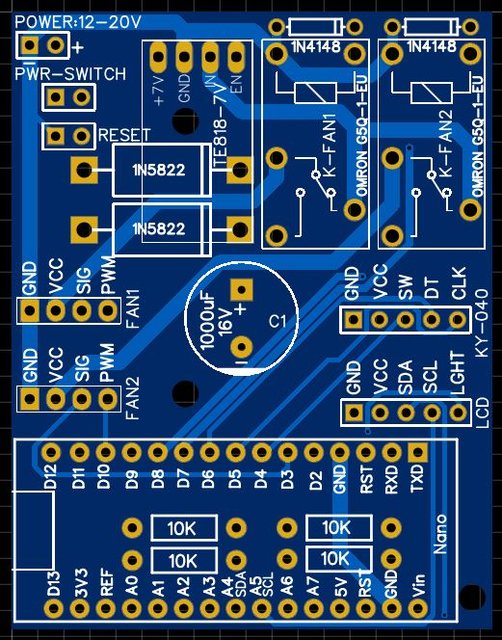 POWER:12-20V
+
PWR-SWITCH
RESET
+7V
GND
IN
EN
TE818-7V
1N4148
1N4148
K-FAN1
OMRON G5Q-1-EU
K-FAN2
OMRON G5Q-1-EU
1N5822
1N5822
GND VCC SIG PWM
FAN1
1000uF
16V
+
C1
GND VCC SW DT CLK
KY-040
GND VCC SIG PWM
FAN2
GND VCC SDA SCL LGHT
LCD
D12 D11 D10 D9 D8 D7 D6 D5 D4 D3 D2 GND RST RXD TXD
10K
10K
10K
10K
Nano
D13 3V3 REF A0 A1 A2 A3 A4 SDA A5 SCL A6 A7 5V RST GND Vin